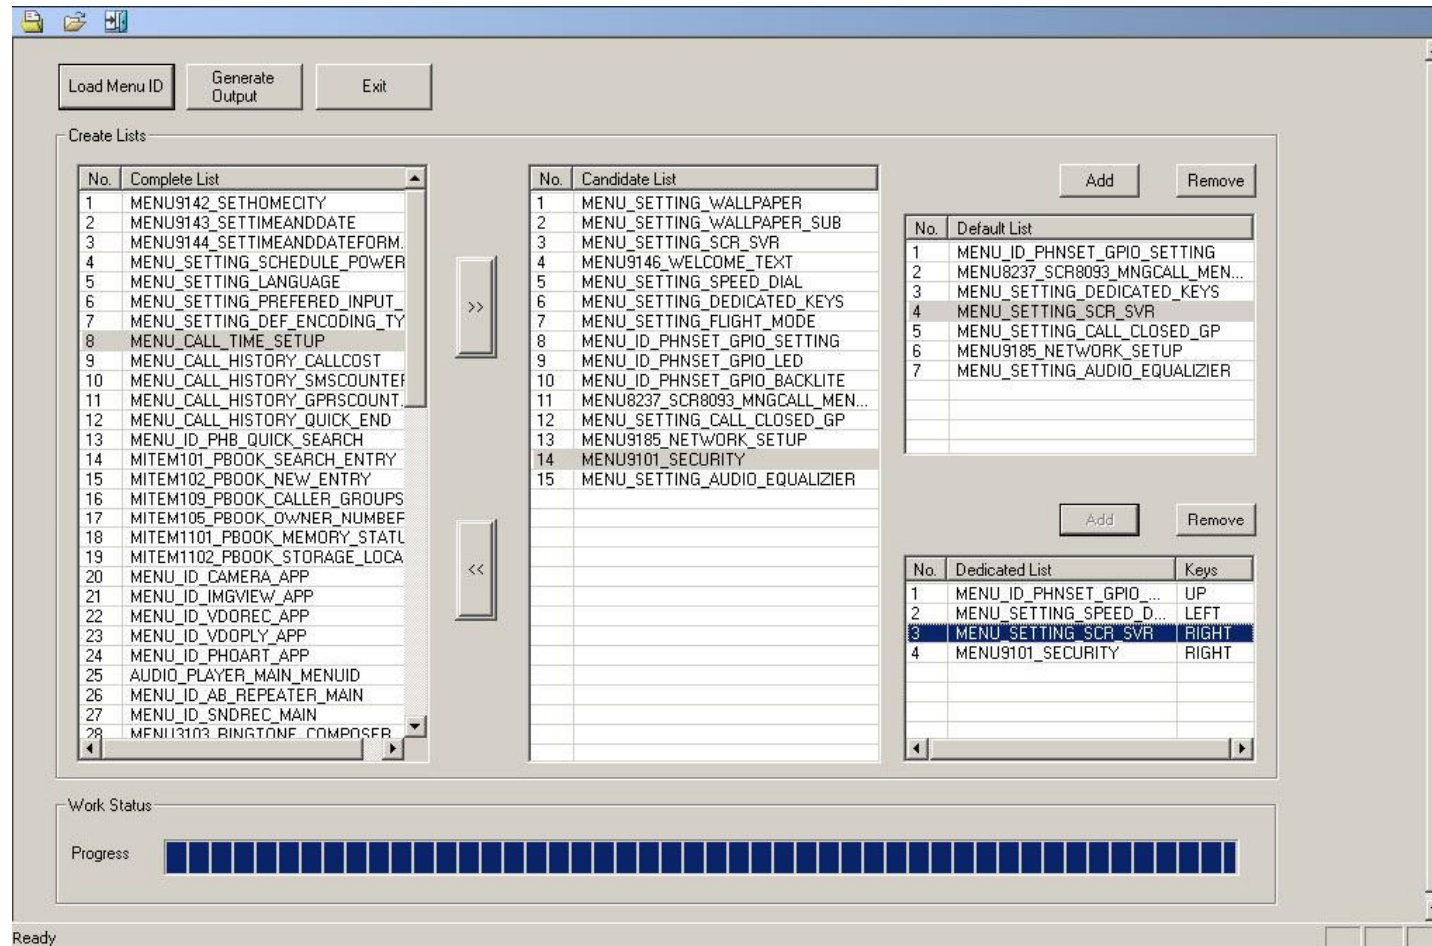 Load Menu ID
Generate
Output
Exit
Create Lists
No. Complete List
1 MENU9142_SETHOMECITY
2 MENU9143_SETTIMEANDDATE
3 MENU9144_SETTIMEANDDATEFORM.
4 MENU_SETTING_SCHEDULE_POWER
5 MENU_SETTING_LANGUAGE
6 MENU_SETTING_PREFERED_INPUT_
7 MENU_SETTING_DEF_ENCODING_TY
8 MENU_CALL_TIME_SETUP
9 MENU_CALL_HISTORY_CALLCOST
10 MENU_CALL_HISTORY_SMSCOUNTER
11 MENU_CALL_HISTORY_GPRSCOUNT.
12 MENU_CALL_HISTORY_QUICK_END
13 MENU_ID_PHB_QUICK_SEARCH
14 MITEM101_PBOOK_SEARCH_ENTRY
15 MITEM102_PBOOK_NEW_ENTRY
16 MITEM109_PBOOK_CALLER_GROUPS
17 MITEM105_PBOOK_OWNER_NUMBER
18 MITEM1101_PBOOK_MEMORY_STATU
19 MITEM1102_PBOOK_STORAGE_LOCA
20 MENU_ID_CAMERA_APP
21 MENU_ID_IMGVIEW_APP
22 MENU_ID_VDOREC_APP
23 MENU_ID_VDOPLY_APP
24 MENU_ID_PHOART_APP
25 AUDIO_PLAYER_MAIN_MENUID
26 MENU_ID_AB_REPEATER_MAIN
27 MENU_ID_SNDREC_MAIN
28 MENU3103_RINGTONE_COMPOSER
>>
<<
No. Candidate List
1 MENU_SETTING_WALLPAPER
2 MENU_SETTING_WALLPAPER_SUB
3 MENU_SETTING_SCR_SVR
4 MENU9146_WELCOME_TEXT
5 MENU_SETTING_SPEED_DIAL
6 MENU_SETTING_DEDICATED_KEYS
7 MENU_SETTING_FLIGHT_MODE
8 MENU_ID_PHNSET_GPIO_SETTING
9 MENU_ID_PHNSET_GPIO_LED
10 MENU_ID_PHNSET_GPIO_BACKLITE
11 MENU8237_SCR8093_MNGCALL_MEN...
12 MENU_SETTING_CALL_CLOSED_GP
13 MENU9185_NETWORK_SETUP
14 MENU9101_SECURITY
15 MENU_SETTING_AUDIO_EQUALIZIER
Add Remove
No. Default List
1 MENU_ID_PHNSET_GPIO_SETTING
2 MENU8237_SCR8093_MNGCALL_MEN...
3 MENU_SETTING_DEDICATED_KEYS
4 MENU_SETTING_SCR_SVR
5 MENU_SETTING_CALL_CLOSED_GP
6 MENU9185_NETWORK_SETUP
7 MENU_SETTING_AUDIO_EQUALIZIER
Add Remove
No. Dedicated List Keys
1 MENU_ID_PHNSET_GPIO_... UP
2 MENU_SETTING_SPEED_D... LEFT
3 MENU_SETTING_SCR_SVR RIGHT
4 MENU9101_SECURITY RIGHT
Work Status
Progress
Ready